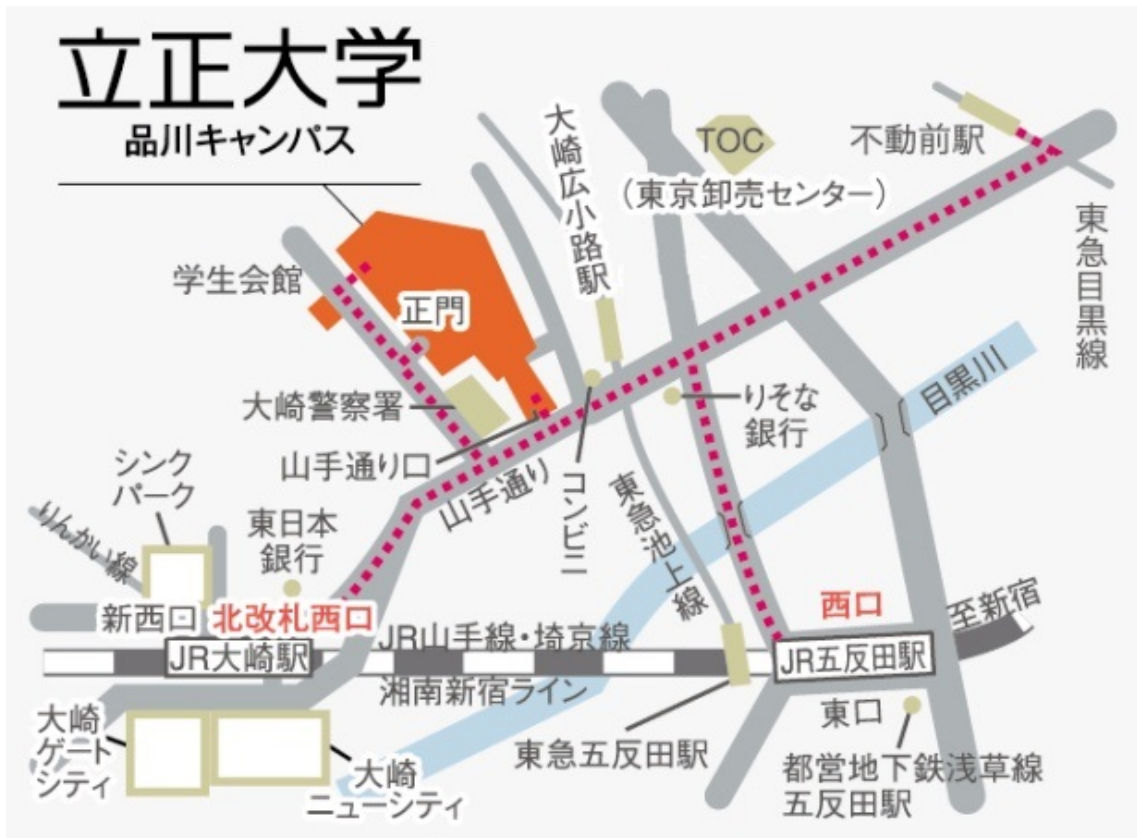 立正大学
品川キャンパス
大崎広小路駅
TOC
(東京卸売センター)
不動前駅
東急目黒線
学生会館
正門
大崎警察署
山手通り口
山手通り
コンビニ
りそな
銀行
目黒川
シンク
パーク
りんかい線
東日本
銀行
東急池上線
新西口
北改札西口
西口
至新宿
JR大崎駅
JR山手線・埼京線
湘南新宿ライン
JR五反田駅
大崎
ゲート
シティ
大崎
ニューシティ
東急五反田駅
東口
都営地下鉄浅草線
五反田駅